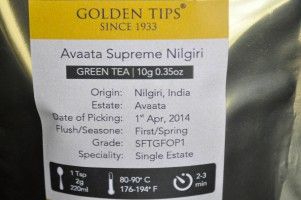 GOLDEN TIPS®
SINCE 1933
Avaata Supreme Nilgiri
GREEN TEA | 10g 0.35oz
Origin: Nilgiri, India
Estate: Avaata
Date of Picking: 1st Apr, 2014
Flush/Seasone: First/Spring
Grade: SFTGFOP1
Speciality: Single Estate
1 Tsp
2g
220ml
80-90° C
176-194° F
2-3
min